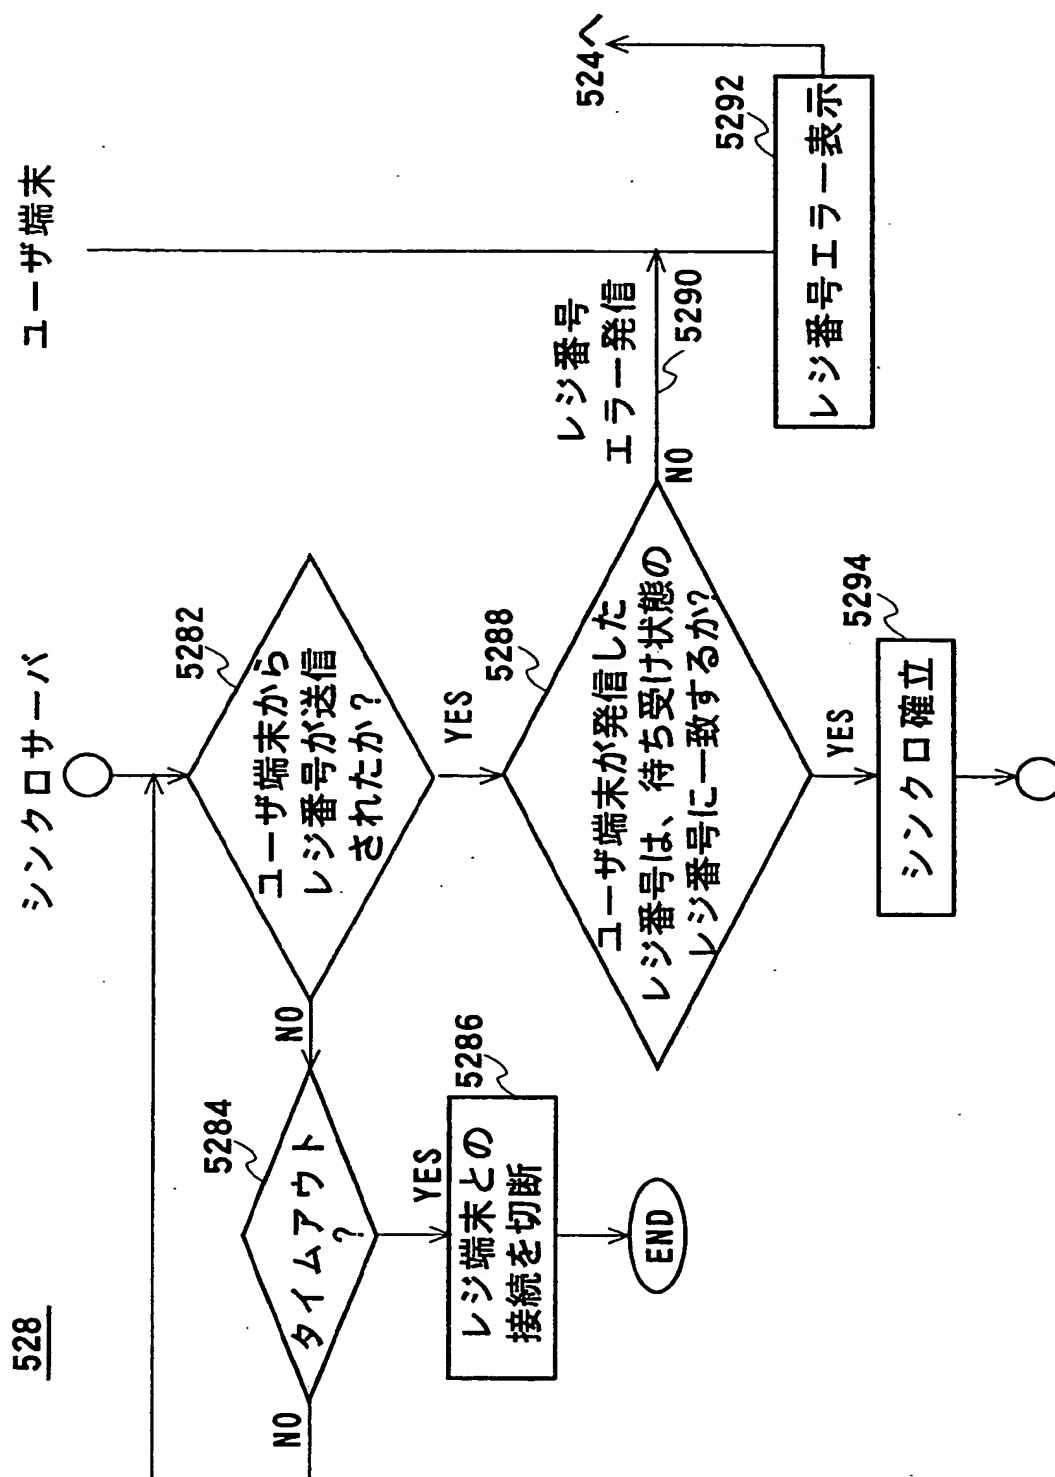 528
シンクロサーバ
ユーザ端末
5282
ユーザ端末から
レジ番号が送信
されたか?
NO
YES
5284
タイムアウト
?
NO
YES
5286
レジ端末との
接続を切断
END
5288
ユーザ端末が発信した
レジ番号は、待ち受け状態の
レジ番号に一致するか?
NO
YES
レジ番号
エラー発信
5290
524へ
5292
レジ番号エラー表示
5294
シンクロ確立